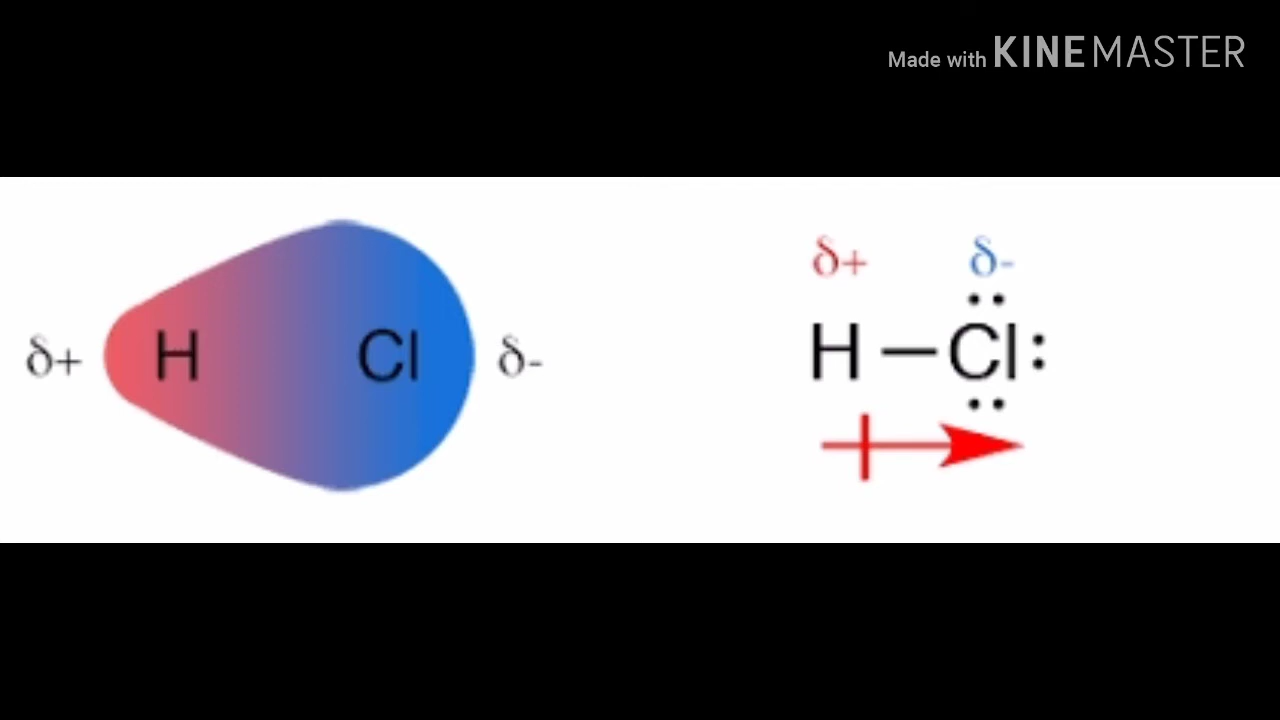 Made with KINEMASTER
δ+ H Cl δ-
δ+ δ-
H — Cl :